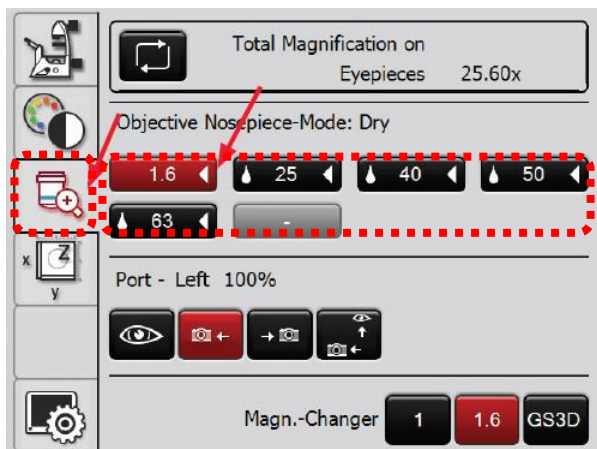 Total Magnification on
Eyepieces 25.60x
Objective Nosepiece-Mode: Dry
1.6 25 40 50
63 -
x Z
y
Port - Left 100%
Magn.-Changer 1 1.6 GS3D